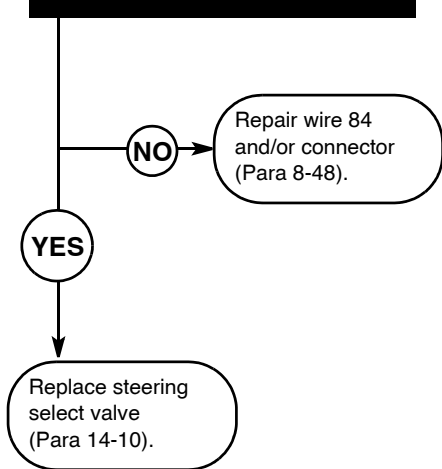 NO
Repair wire 84
and/or connector
(Para 8-48).
YES
Replace steering
select valve
(Para 14-10).